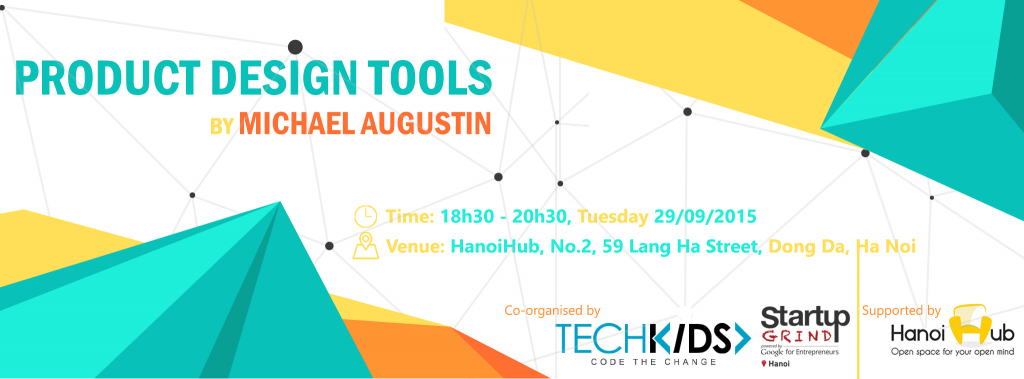 PRODUCT DESIGN TOOLS
BY MICHAEL AUGUSTIN
Time: 18h30 - 20h30, Tuesday 29/09/2015
Venue: HanoiHub, No.2, 59 Lang Ha Street, Dong Da, Ha Noi
Co-organised by
TECHKIDS
CODE THE CHANGE
Startup
GRIND
powered by
Google for Entrepreneurs
Hanoi
Supported by
Hanoi Hub
Open space for your open mind